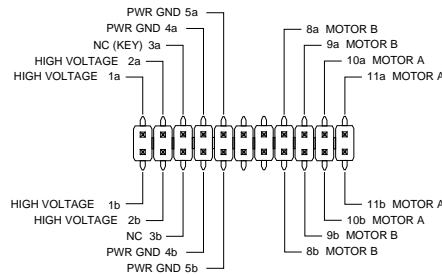 PWR GND 5a
PWR GND 4a
NC (KEY) 3a
HIGH VOLTAGE 2a
HIGH VOLTAGE 1a
8a MOTOR B
9a MOTOR B
10a MOTOR A
11a MOTOR A
HIGH VOLTAGE 1b
HIGH VOLTAGE 2b
NC 3b
PWR GND 4b
PWR GND 5b
11b MOTOR A
10b MOTOR A
9b MOTOR B
8b MOTOR B